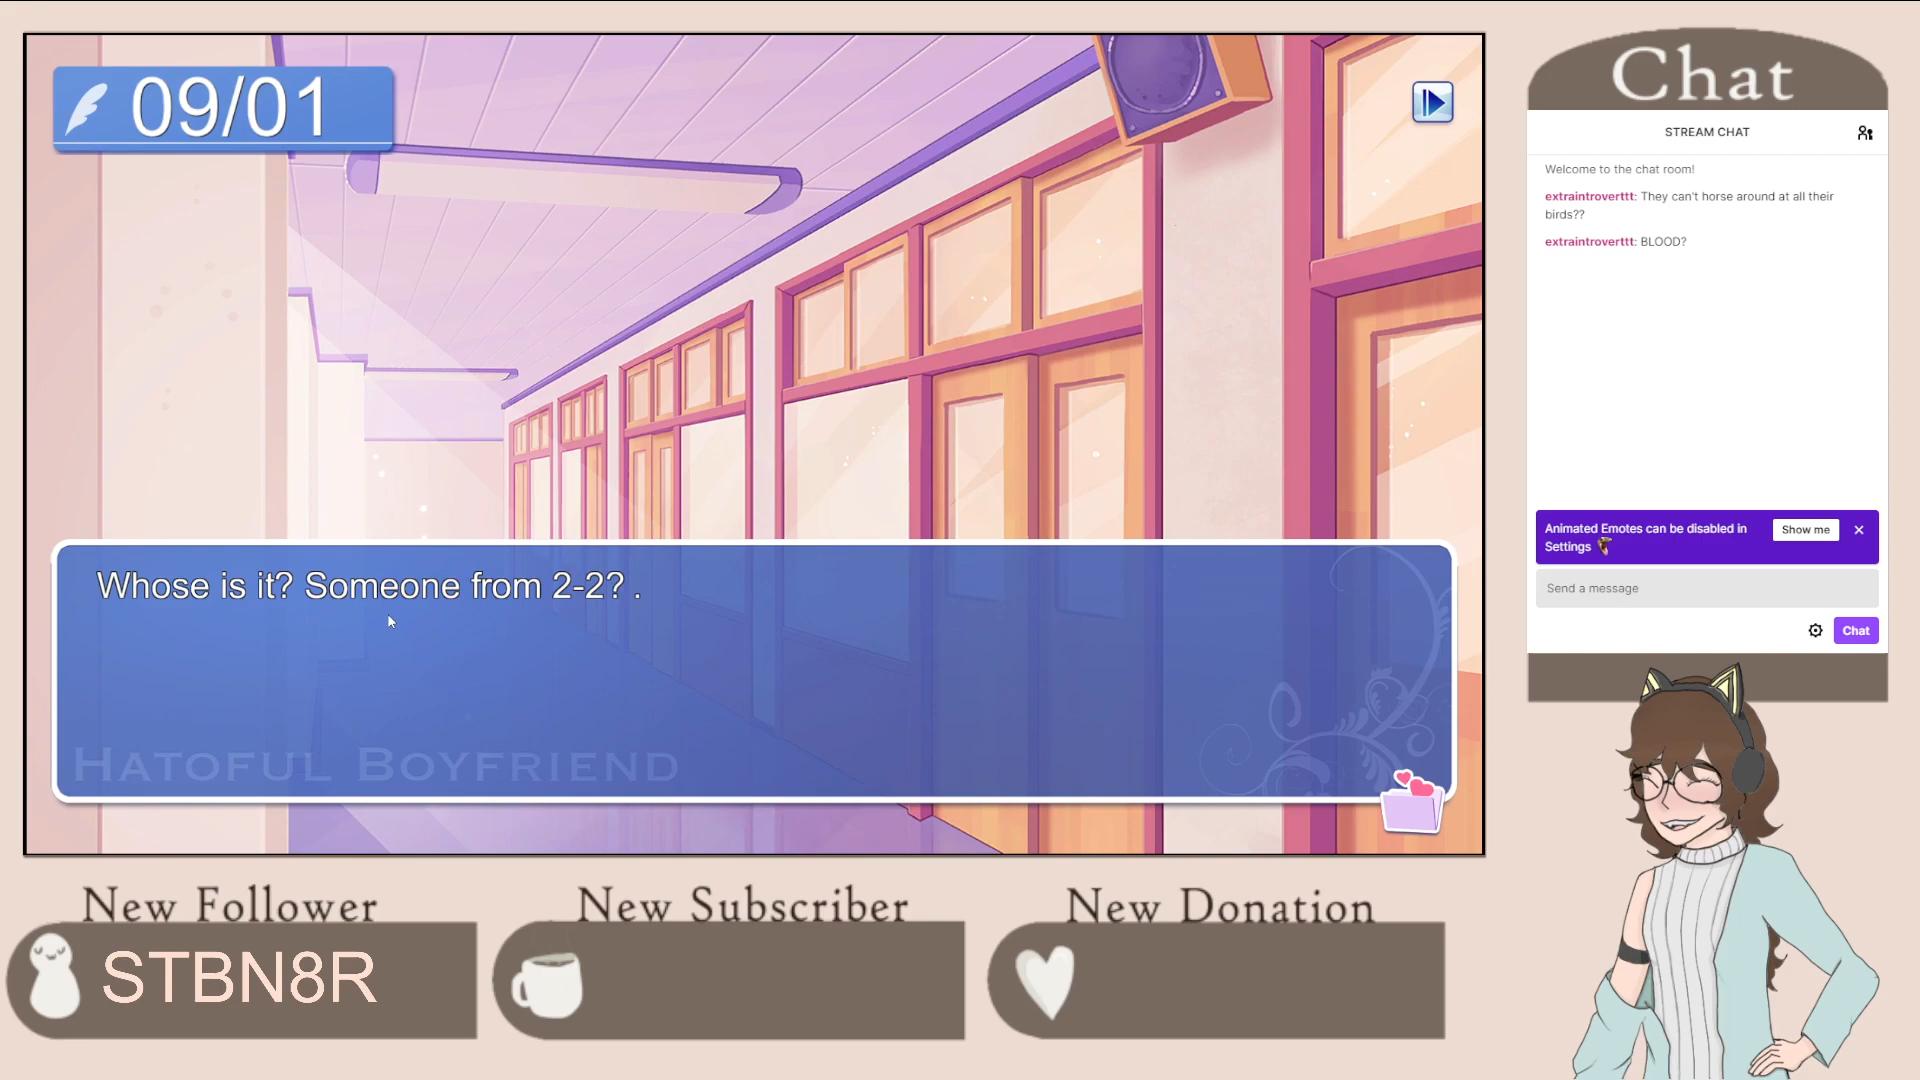 09/01
Whose is it? Someone from 2-2? .
HATOFUL BOYFRIEND
Chat
STREAM CHAT
Welcome to the chat room!
extraintroverttt: They can't horse around at all their
birds??
extraintroverttt: BLOOD?
Animated Emotes can be disabled in
Settings
Show me
Send a message
Chat
New Follower
STBN8R
New Subscriber
New Donation